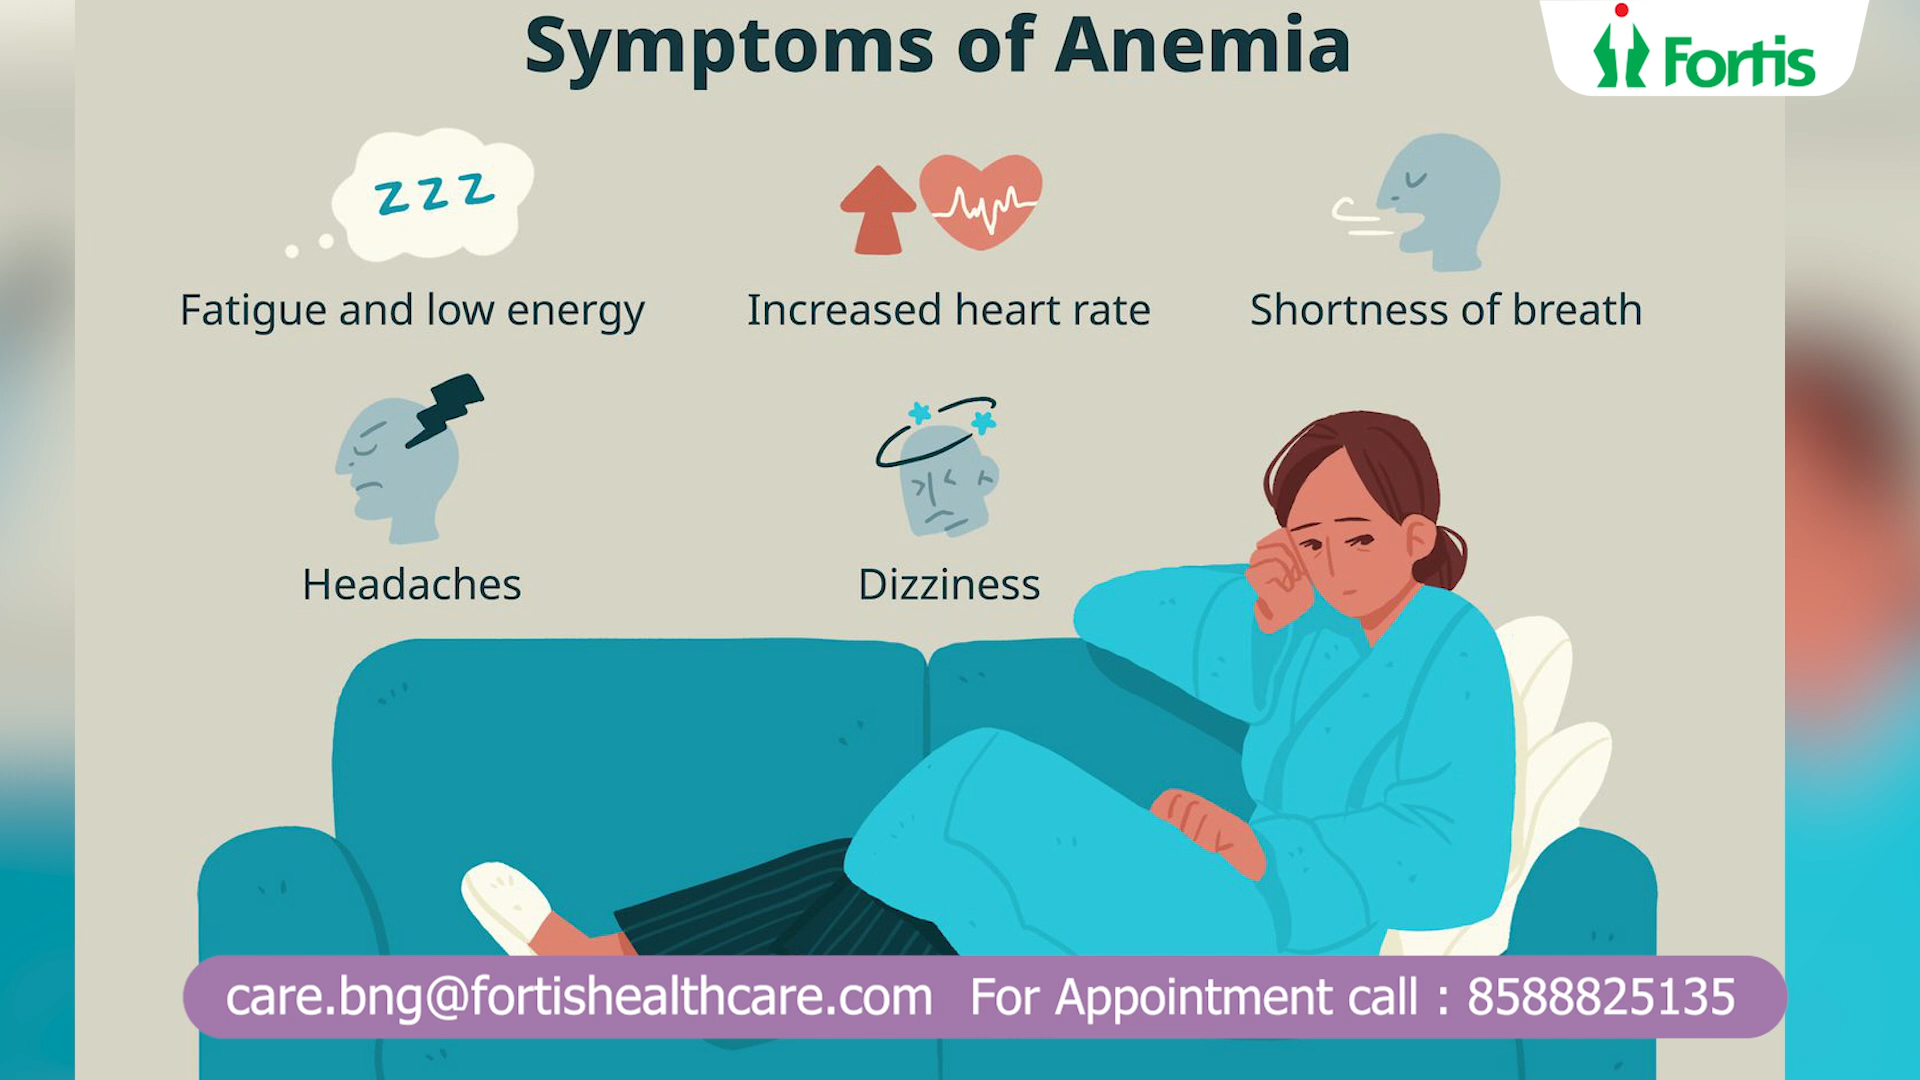 Symptoms of Anemia
Fortis
z z z
Fatigue and low energy
Increased heart rate
Shortness of breath
Headaches
Dizziness
care.bng@fortishealthcare.com For Appointment call : 8588825135